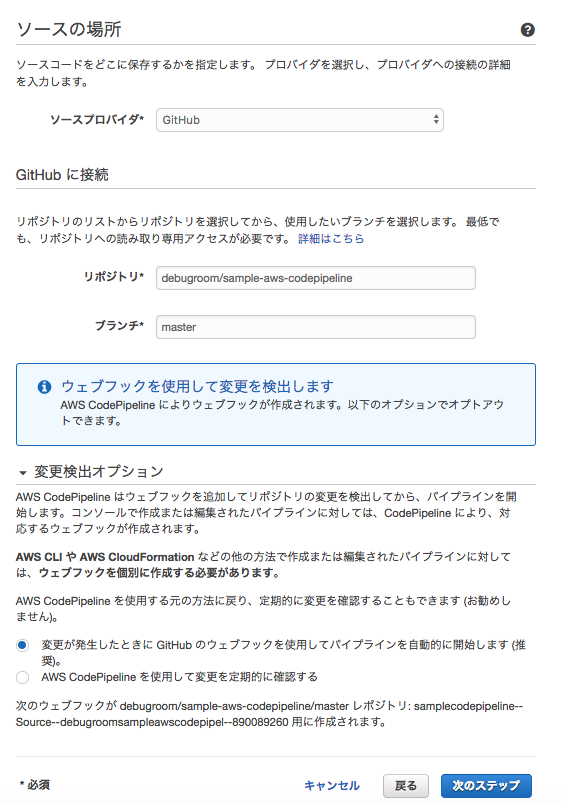 ソースの場所
ソースコードをどこに保存するかを指定します。 プロバイダを選択し、プロバイダへの接続の詳細
を入力します。
ソースプロバイダ* GitHub
GitHub に接続
リポジトリのリストからリポジトリを選択してから、使用したいブランチを選択します。 最低で
も、リポジトリへの読み取り専用アクセスが必要です。 詳細はこちら
リポジトリ* debugroom/sample-aws-codepipeline
ブランチ* master
ウェブフックを使用して変更を検出します
AWS CodePipeline によりウェブフックが作成されます。以下のオプションでオプトアウ
トできます。
変更検出オプション
AWS CodePipeline はウェブフックを追加してリポジトリの変更を検出してから、パイプラインを開
始します。コンソールで作成または編集されたパイプラインに対しては、CodePipeline により、対
応するウェブフックが作成されます。
AWS CLI や AWS CloudFormation などの他の方法で作成または編集されたパイプラインに対して
は、ウェブフックを個別に作成する必要があります。
AWS CodePipeline を使用する元の方法に戻り、定期的に変更を確認することもできます (お勧めし
ません)。
変更が発生したときに GitHub のウェブフックを使用してパイプラインを自動的に開始します (推
奨)。
AWS CodePipeline を使用して変更を定期的に確認する
次のウェブフックが debugroom/sample-aws-codepipeline/master レポジトリ: samplecodepipeline--
Source--debugroomsampleawscodepipel--890089260 用に作成されます。
* 必須 キャンセル 戻る 次のステップ